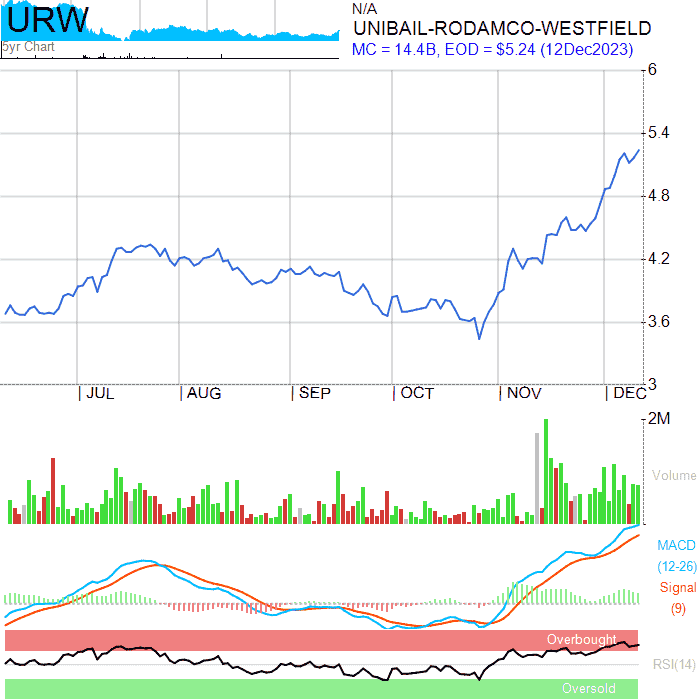 URW
5yr Chart
N/A
UNIBAIL-RODAMCO-WESTFIELD
MC = 14.4B, EOD = $5.24 (12Dec2023)
6
5.4
4.8
4.2
3.6
3
| JUL | AUG | SEP | OCT | NOV | DEC
2M
Volume
MACD
(12-26)
Signal
(9)
Overbought
RSI(14)
Oversold